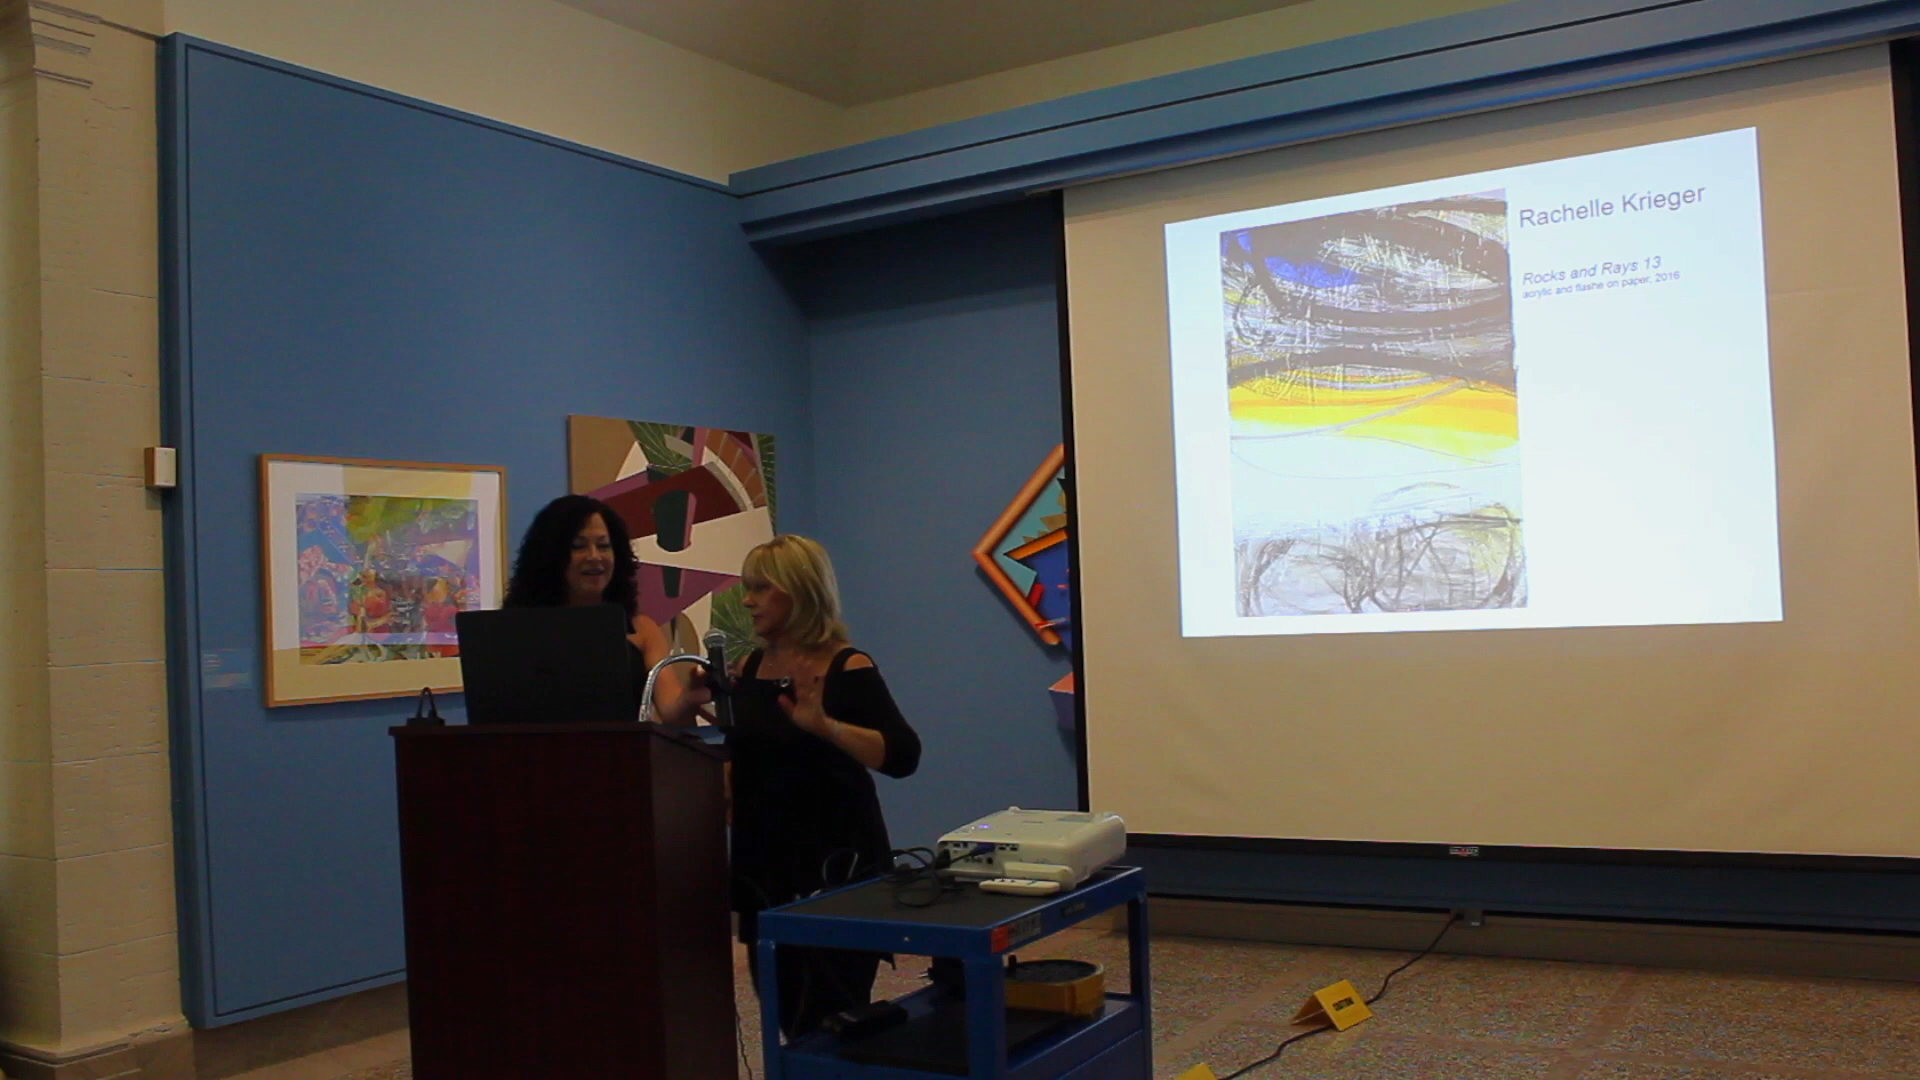 Rachelle Krieger
Rocks and Rays 13
acrylic and flashe on paper, 2016